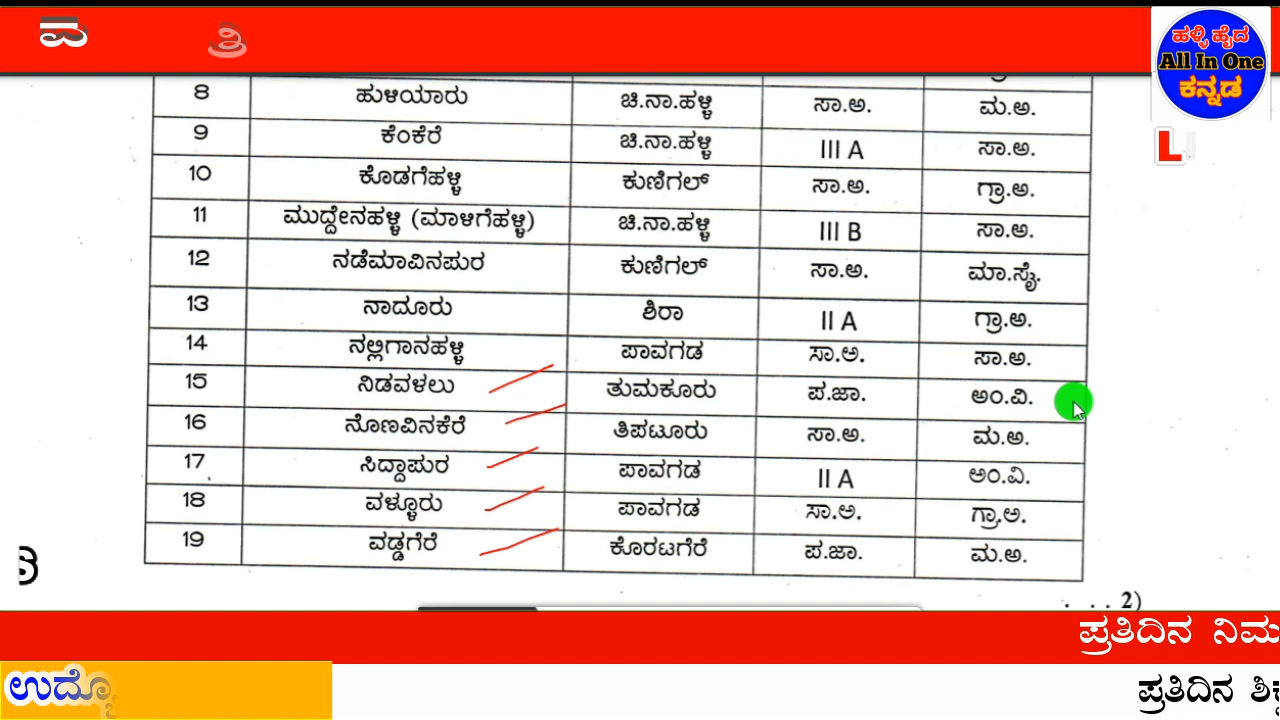 ಹಳ್ಳಿ ಹೈದ
All In One
ಕನ್ನಡ
L
8 ಹುಳಿಯಾರು ಚಿ.ನಾ.ಹಳ್ಳಿ ಸಾ.ಅ. ಮ.ಅ.
9 ಕೆಂಕೆರೆ ಚಿ.ನಾ.ಹಳ್ಳಿ III A ಸಾ.ಅ.
10 ಕೊಡಗೆಹಳ್ಳಿ ಕುಣಿಗಲ್ ಸಾ.ಅ. ಗ್ರಾ.ಅ.
11 ಮುದ್ದೇನಹಳ್ಳಿ (ಮಾಳಿಗೆಹಳ್ಳಿ) ಚಿ.ನಾ.ಹಳ್ಳಿ III B ಸಾ.ಅ.
12 ನಡೆಮಾವಿನಪುರ ಕುಣಿಗಲ್ ಸಾ.ಅ. ಮಾ.ಸೈ.
13 ನಾದೂರು ಶಿರಾ II A ಗ್ರಾ.ಅ.
14 ನಲ್ಲಿಗಾನಹಳ್ಳಿ ಪಾವಗಡ ಸಾ.ಅ. ಸಾ.ಅ.
15 ನಿಡವಳಲು ತುಮಕೂರು ಪ.ಜಾ. ಅಂ.ವಿ.
16 ನೊಣವಿನಕೆರೆ ತಿಪಟೂರು ಸಾ.ಅ. ಮ.ಅ.
17 ಸಿದ್ದಾಪುರ ಪಾವಗಡ II A ಅಂ.ವಿ.
18 ವಳ್ಳೂರು ಪಾವಗಡ ಸಾ.ಅ. ಗ್ರಾ.ಅ.
19 ವಡ್ಡಗೆರೆ ಕೊರಟಗೆರೆ ಪ.ಜಾ. ಮ.ಅ.
. . . 2)
ಪ್ರತಿದಿನ ನಿಮ
ಉದ್ಯೋ
ಪ್ರತಿದಿನ